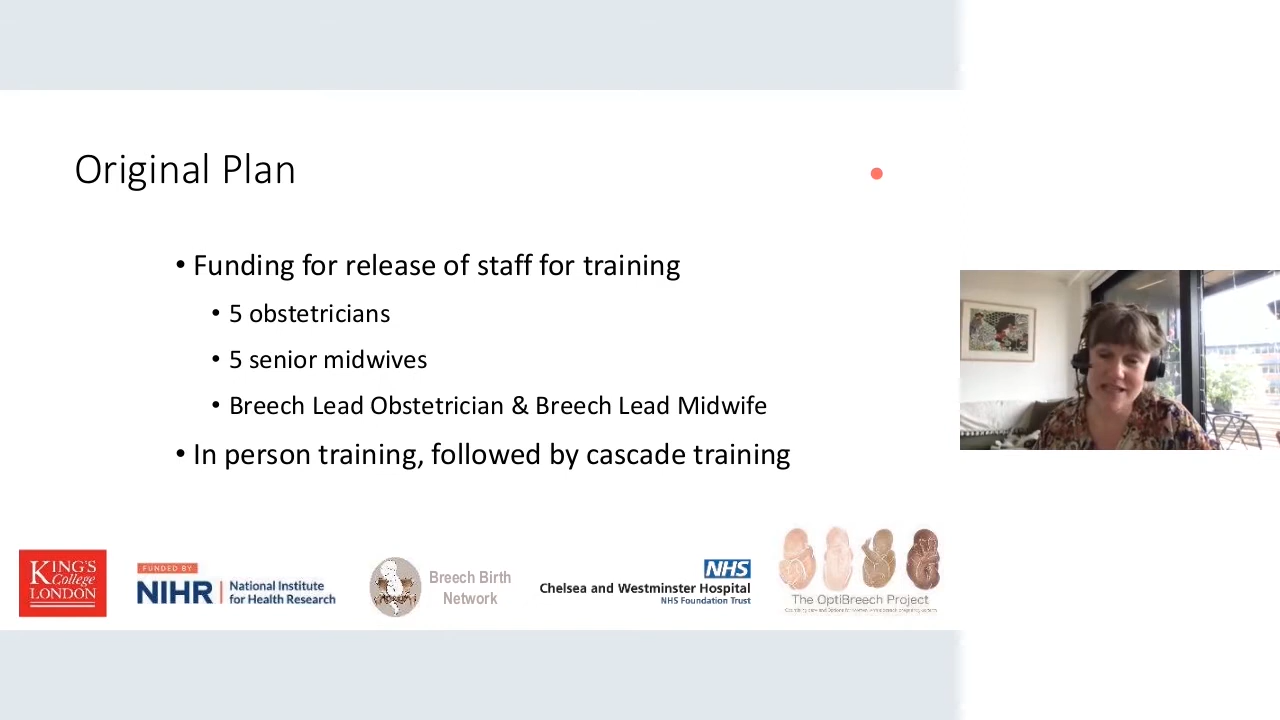 Original Plan
• Funding for release of staff for training
• 5 obstetricians
• 5 senior midwives
• Breech Lead Obstetrician & Breech Lead Midwife
• In person training, followed by cascade training
KING'S
College
LONDON
FUNDED BY
NIHR | National Institute
for Health Research
Breech Birth
Network
NHS
Chelsea and Westminster Hospital
NHS Foundation Trust
The OptiBreech Project